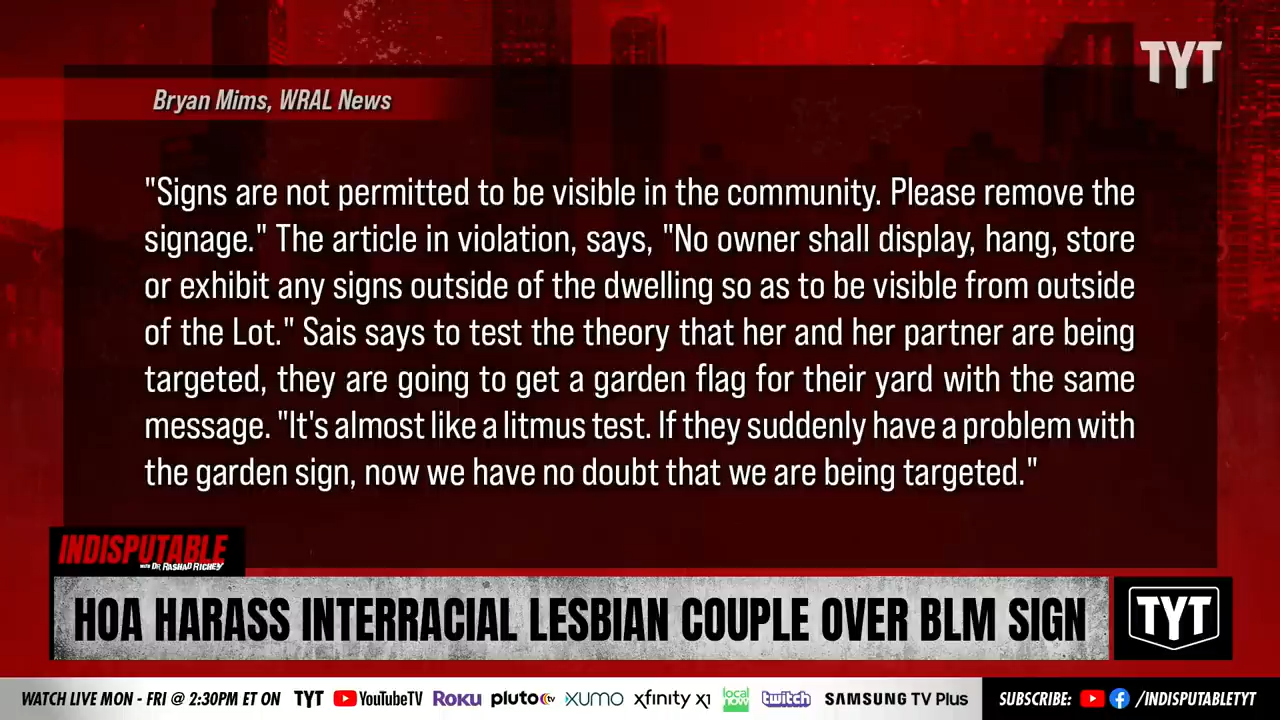 TYT
Bryan Mims, WRAL News
"Signs are not permitted to be visible in the community. Please remove the
signage." The article in violation, says, "No owner shall display, hang, store
or exhibit any signs outside of the dwelling so as to be visible from outside
of the Lot." Sais says to test the theory that her and her partner are being
targeted, they are going to get a garden flag for their yard with the same
message. "It's almost like a litmus test. If they suddenly have a problem with
the garden sign, now we have no doubt that we are being targeted."
INDISPUTABLE
WITH DR. RASHAD RICHEY
HOA HARASS INTERRACIAL LESBIAN COUPLE OVER BLM SIGN
TYT
WATCH LIVE MON - FRI @ 2:30PM ET ON TYT YouTubeTV ROKU pluto tv xumo xfinity x1 local now twitch SAMSUNG TV Plus SUBSCRIBE: /INDISPUTABLETYT